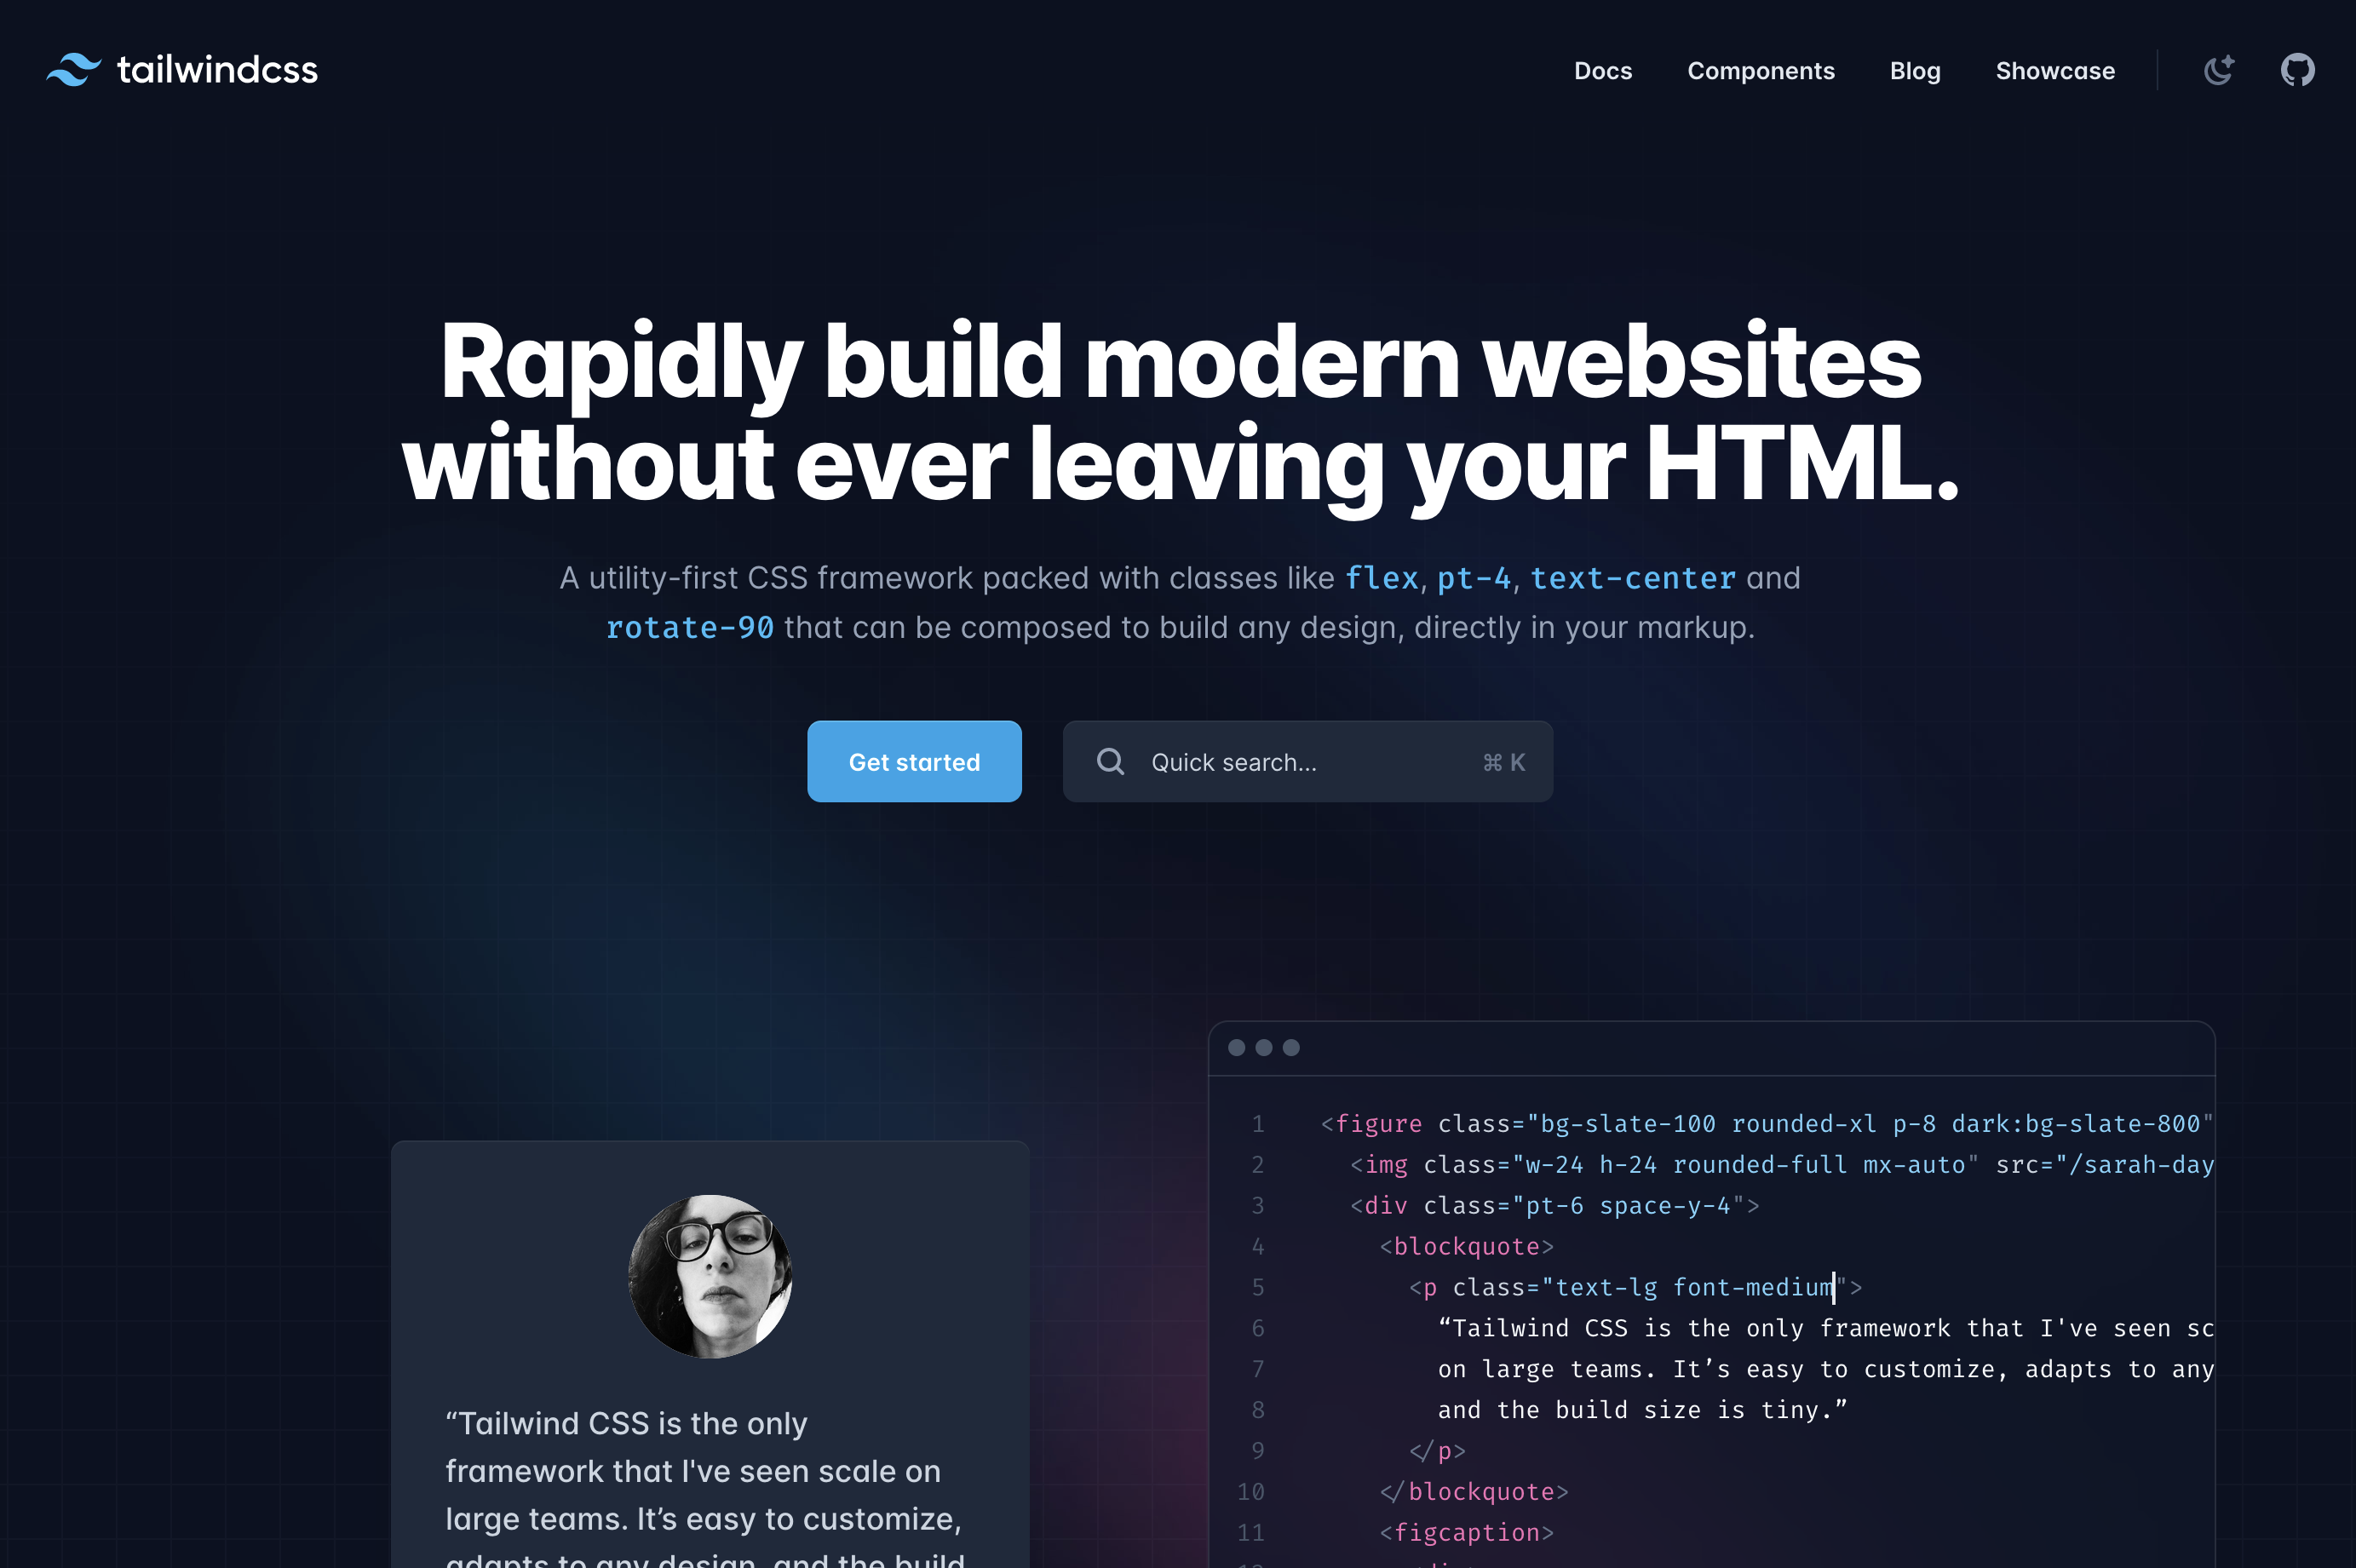 tailwindcss
Docs Components Blog Showcase
Rapidly build modern websites
without ever leaving your HTML.
A utility-first CSS framework packed with classes like flex, pt-4, text-center and
rotate-90 that can be composed to build any design, directly in your markup.
Get started
Quick search... ⌘ K
“Tailwind CSS is the only
framework that I've seen scale on
large teams. It’s easy to customize,
adapts to any design, and the build
1 <figure class="bg-slate-100 rounded-xl p-8 dark:bg-slate-800"
2 <img class="w-24 h-24 rounded-full mx-auto" src="/sarah-day
3 <div class="pt-6 space-y-4">
4 <blockquote>
5 <p class="text-lg font-medium">
6 “Tailwind CSS is the only framework that I've seen sc
7 on large teams. It’s easy to customize, adapts to any
8 and the build size is tiny.”
9 </p>
10 </blockquote>
11 <figcaption>